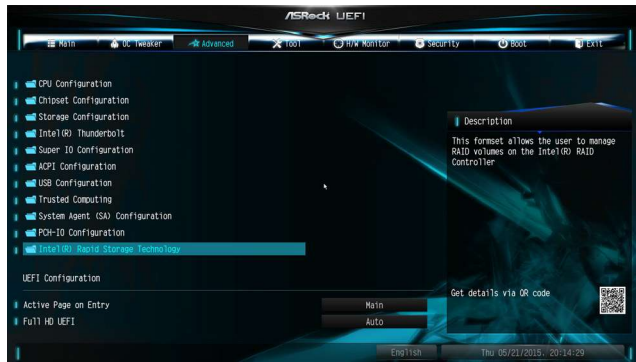 ASRock UEFI
Main OC Tweaker Advanced Tool H/W Monitor Security Boot Exit
CPU Configuration
Chipset Configuration
Storage Configuration
Intel(R) Thunderbolt
Super IO Configuration
ACPI Configuration
USB Configuration
Trusted Computing
System Agent (SA) Configuration
PCH-IO Configuration
Intel(R) Rapid Storage Technology
UEFI Configuration
Active Page on Entry Main
Full HD UEFI Auto
Description
This formset allows the user to manage
RAID volumes on the Intel(R) RAID
Controller
Get details via QR code
English Thu 05/21/2015. 20:14:29